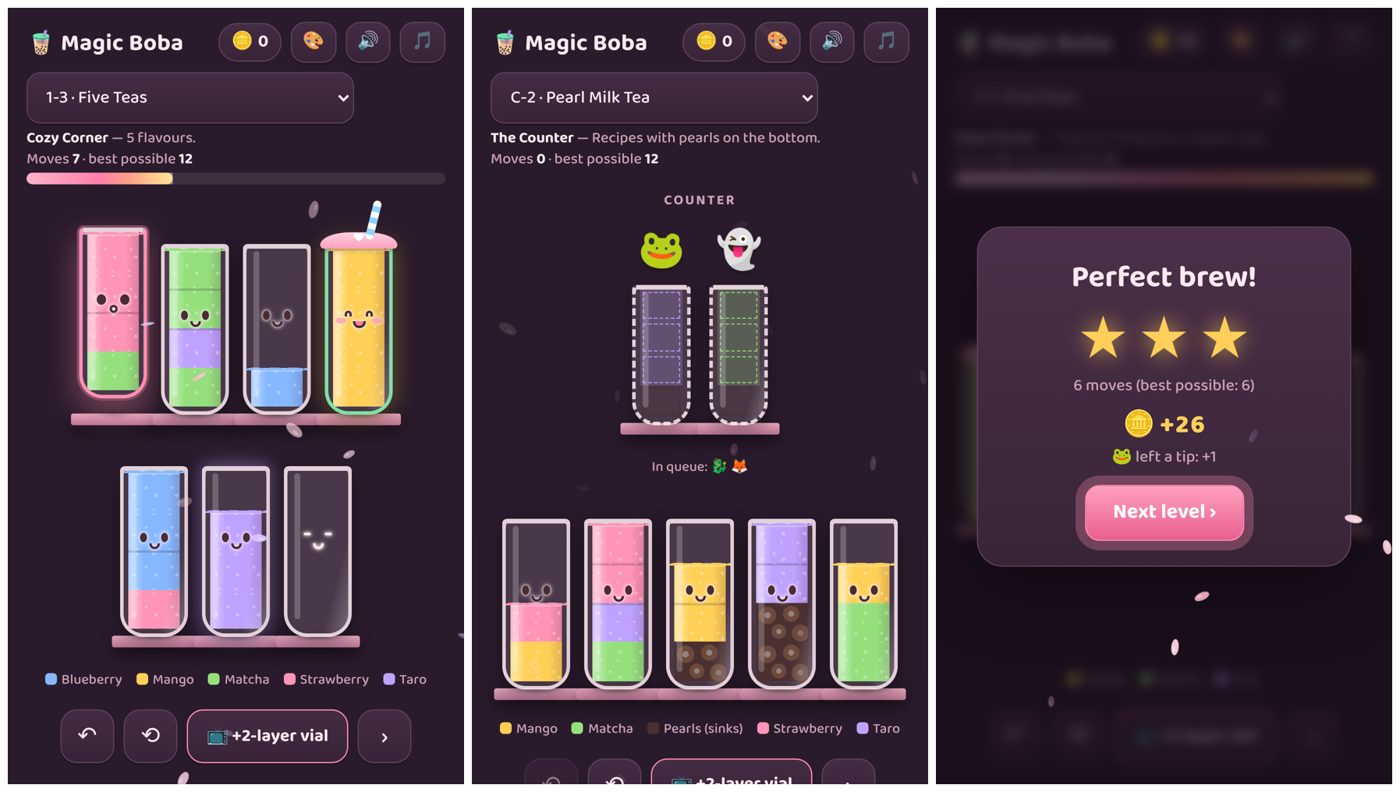 Magic Boba
0
1-3 · Five Teas
Cozy Corner — 5 flavours.
Moves 7 · best possible 12
Blueberry Mango Matcha Strawberry Taro
+2-layer vial
Magic Boba
0
C-2 · Pearl Milk Tea
The Counter — Recipes with pearls on the bottom.
Moves 0 · best possible 12
COUNTER
In queue:
Mango Matcha Pearls (sinks) Strawberry Taro
+2-layer vial
Perfect brew!
6 moves (best possible: 6)
+26
left a tip: +1
Next level ›